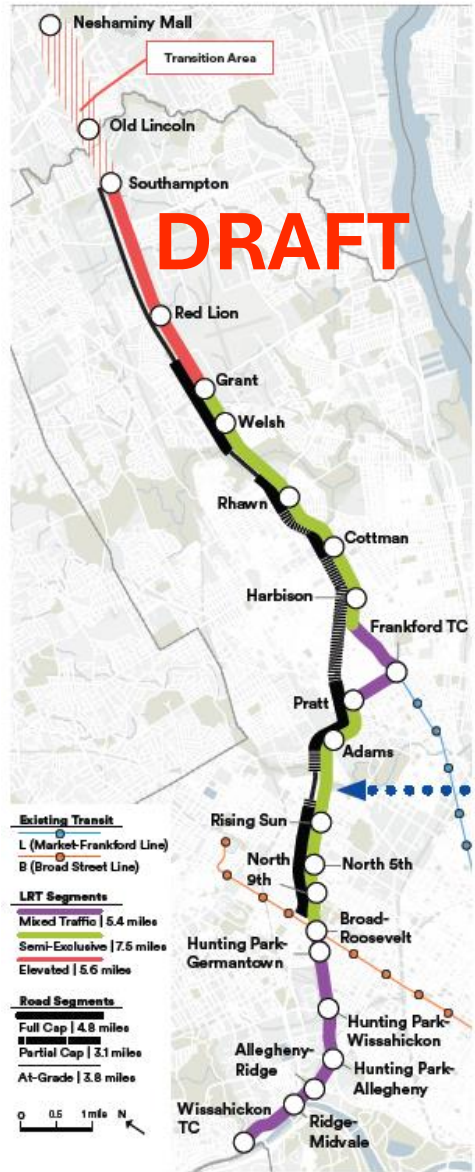 Neshaminy Mall
Transition Area
Old Lincoln
Southampton
DRAFT
Red Lion
Grant
Welsh
Rhawn
Cottman
Harbison
Frankford TC
Pratt
Adams
Rising Sun
North 5th
North
9th
Broad-
Roosevelt
Hunting Park-
Germantown
Hunting Park-
Wissahickon
Allegheny-
Ridge
Hunting Park-
Allegheny
Wissahickon
TC
Ridge-
Midvale
Existing Transit
L (Market-Frankford Line)
B (Broad Street Line)
LRT Segments
Mixed Traffic | 5.4 miles
Semi-Exclusive | 7.5 miles
Elevated | 5.6 miles
Road Segments
Full Cap | 4.8 miles
Partial Cap | 3.1 miles
At-Grade | 3.8 miles
0 0.5 1 mile N